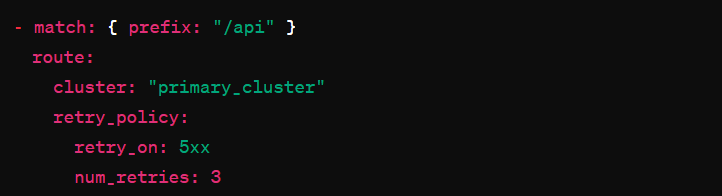 - match: { prefix: "/api" }
  route:
    cluster: "primary_cluster"
    retry_policy:
      retry_on: 5xx
      num_retries: 3